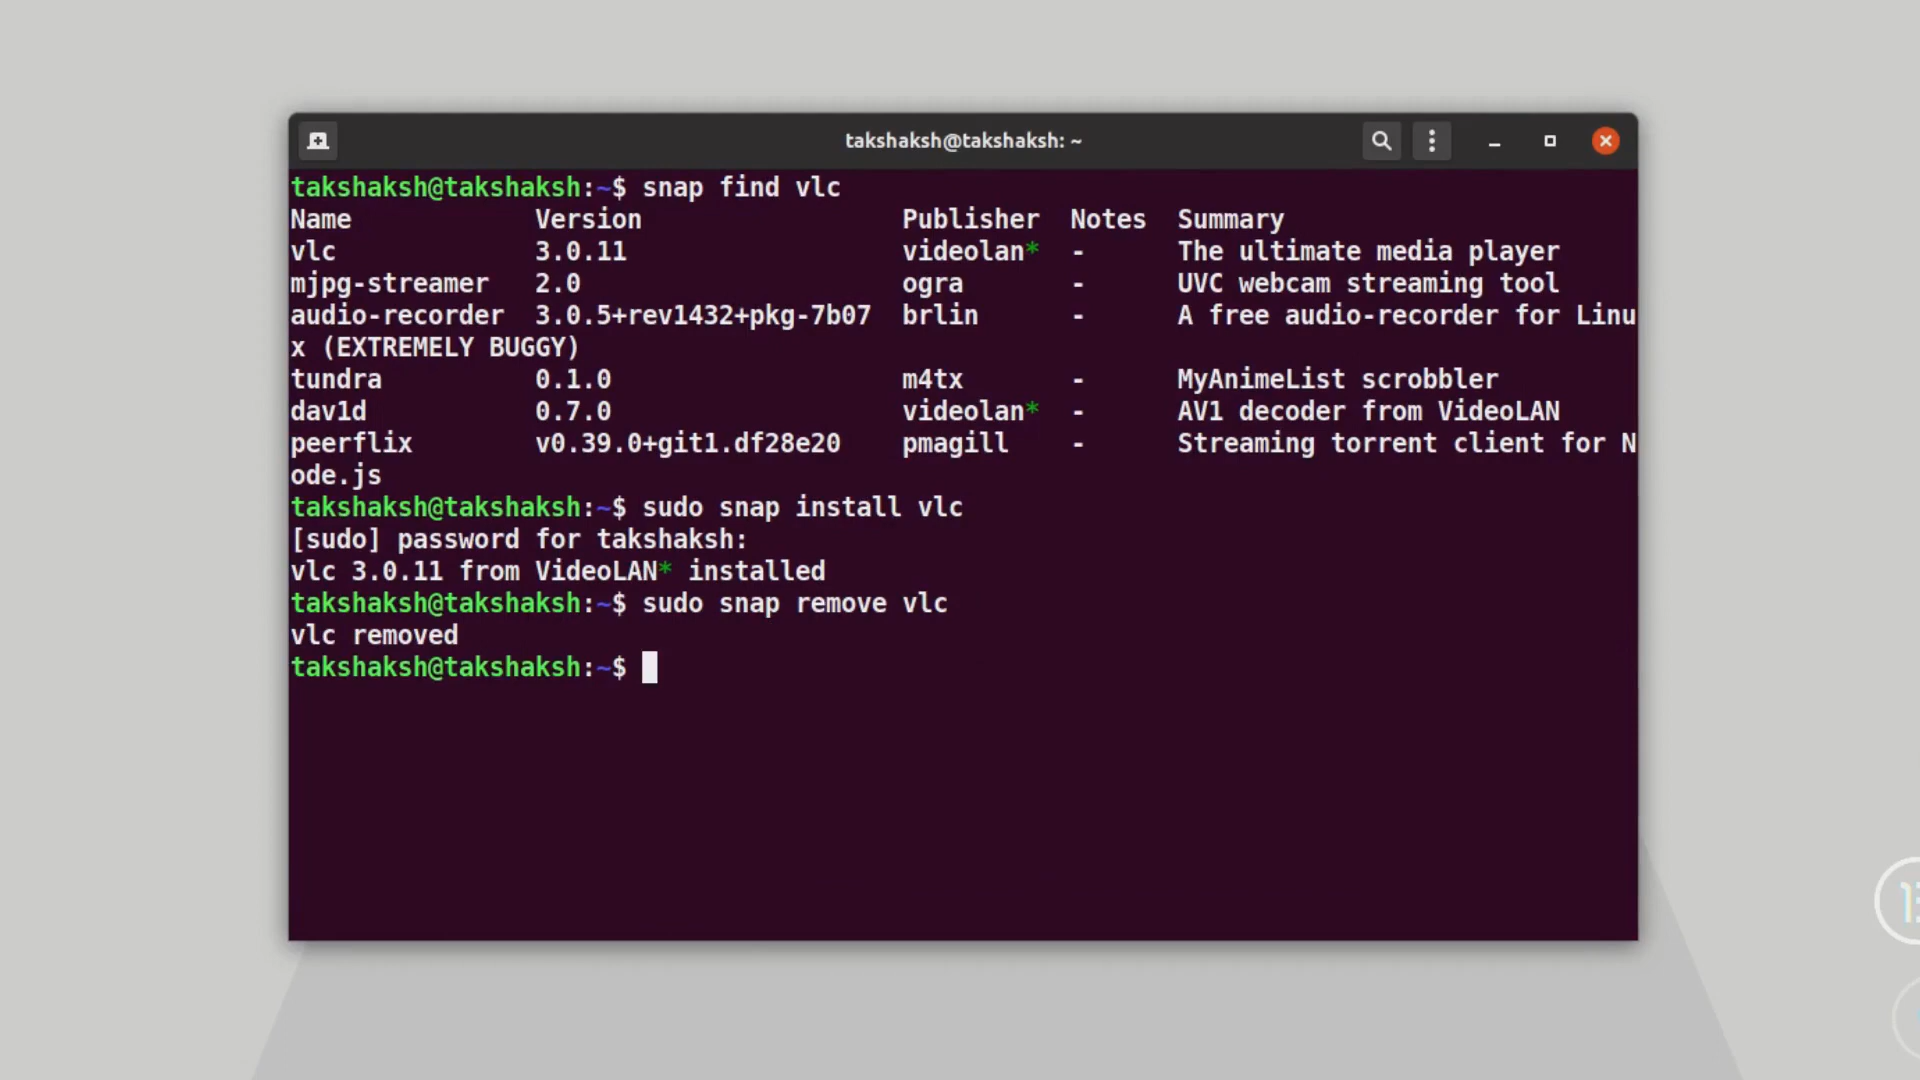 takshaksh@takshaksh: ~
takshaksh@takshaksh:~$ snap find vlc
Name Version Publisher Notes Summary
vlc 3.0.11 videolan* - The ultimate media player
mjpg-streamer 2.0 ogra - UVC webcam streaming tool
audio-recorder 3.0.5+rev1432+pkg-7b07 brlin - A free audio-recorder for Linu
x (EXTREMELY BUGGY)
tundra 0.1.0 m4tx - MyAnimeList scrobbler
dav1d 0.7.0 videolan* - AV1 decoder from VideoLAN
peerflix v0.39.0+git1.df28e20 pmagill - Streaming torrent client for N
ode.js
takshaksh@takshaksh:~$ sudo snap install vlc
[sudo] password for takshaksh:
vlc 3.0.11 from VideoLAN* installed
takshaksh@takshaksh:~$ sudo snap remove vlc
vlc removed
takshaksh@takshaksh:~$